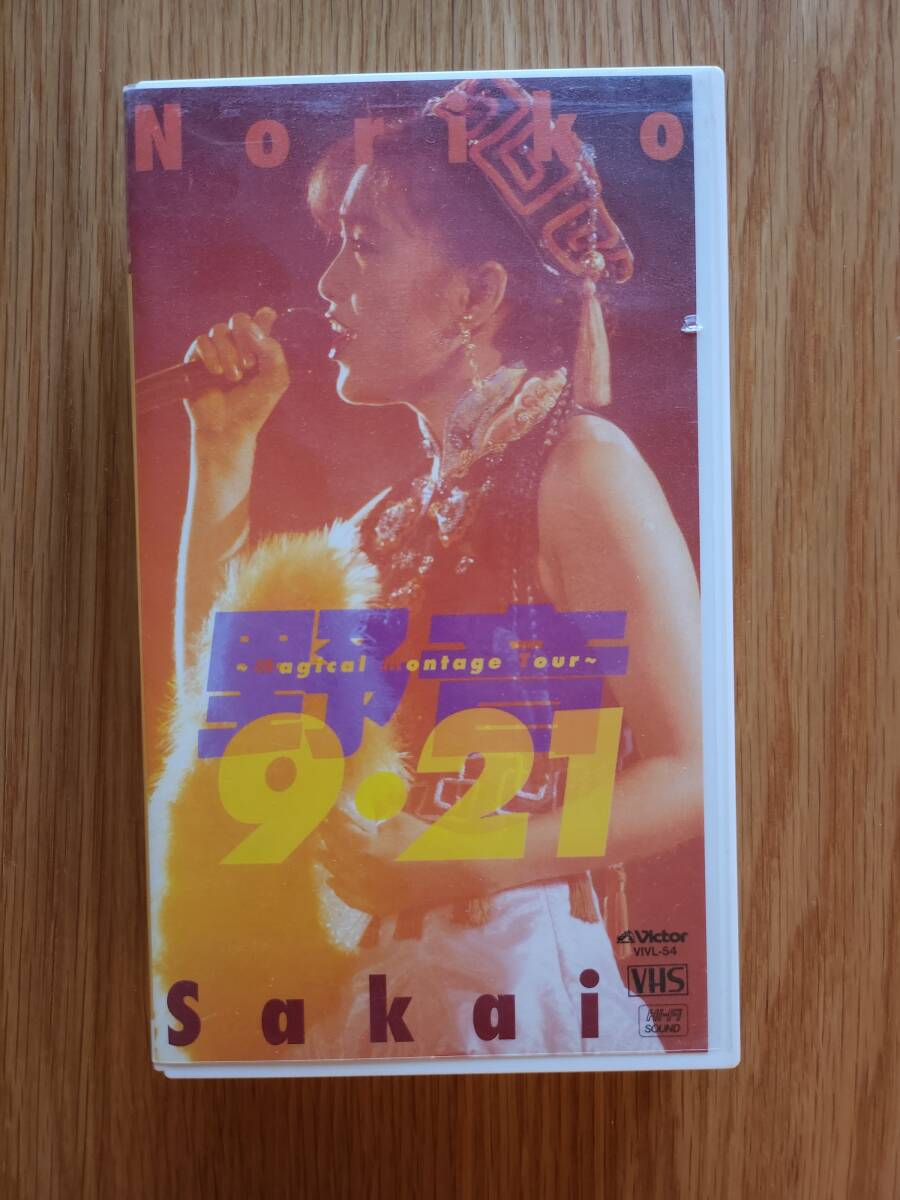 Noriko
野音
~Magical Montage Tour~
9・21
Victor
VIVL-54
VHS
Hi-Fi
SOUND
Sakai